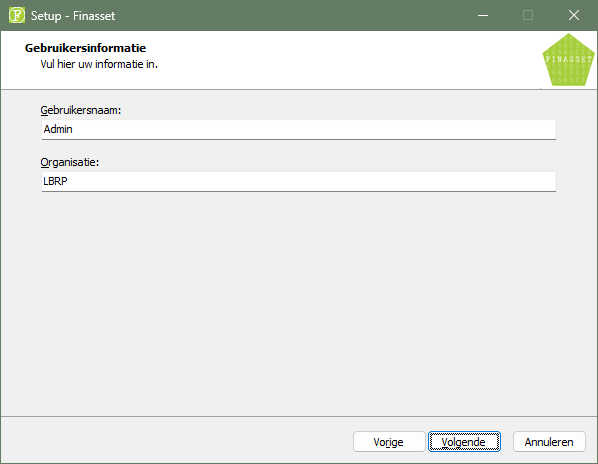 Setup - Finasset
Gebruikersinformatie
Vul hier uw informatie in.
FINASSET
Gebruikersnaam:
Admin
Organisatie:
LBRP
Vorige
Volgende
Annuleren